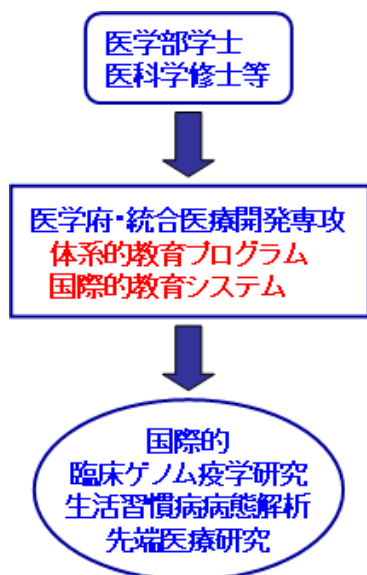 医学部学士
医科学修士等
医学府・統合医療開発専攻
体系的教育プログラム
国際的教育システム
国際的
臨床ゲノム疫学研究
生活習慣病病態解析
先端医療研究